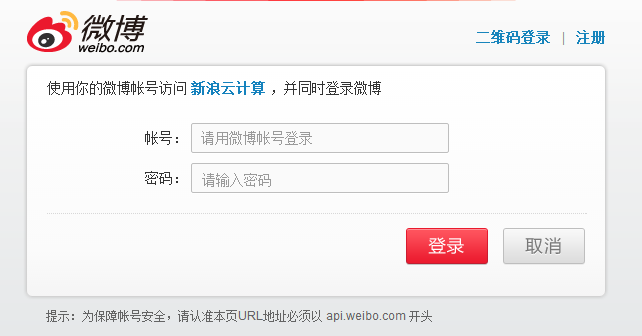 微博
weibo.com
二维码登录 | 注册
使用你的微博帐号访问 新浪云计算 ，并同时登录微博
帐号： 请用微博帐号登录
密码： 请输入密码
登录 取消
提示：为保障帐号安全，请认准本页URL地址必须以 api.weibo.com 开头